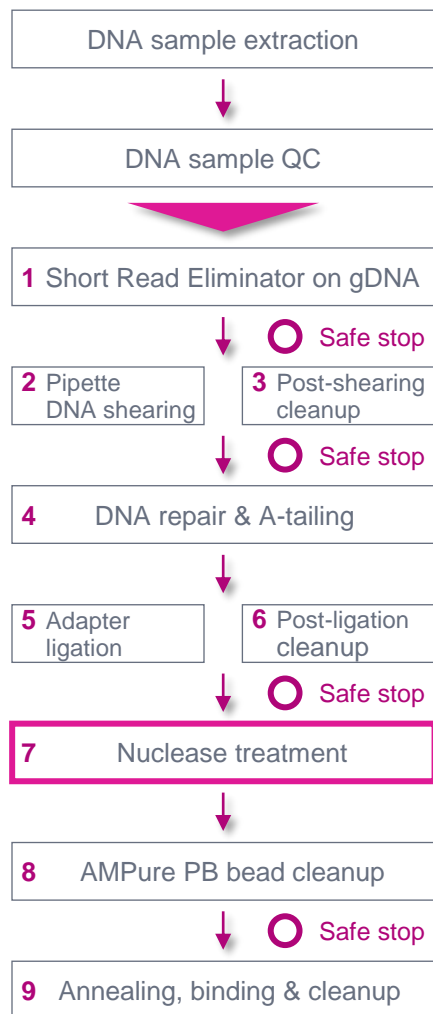 DNA sample extraction
DNA sample QC
1 Short Read Eliminator on gDNA
Safe stop
2 Pipette
DNA shearing
3 Post-shearing
cleanup
Safe stop
4 DNA repair & A-tailing
5 Adapter
ligation
6 Post-ligation
cleanup
Safe stop
7 Nuclease treatment
8 AMPure PB bead cleanup
Safe stop
9 Annealing, binding & cleanup